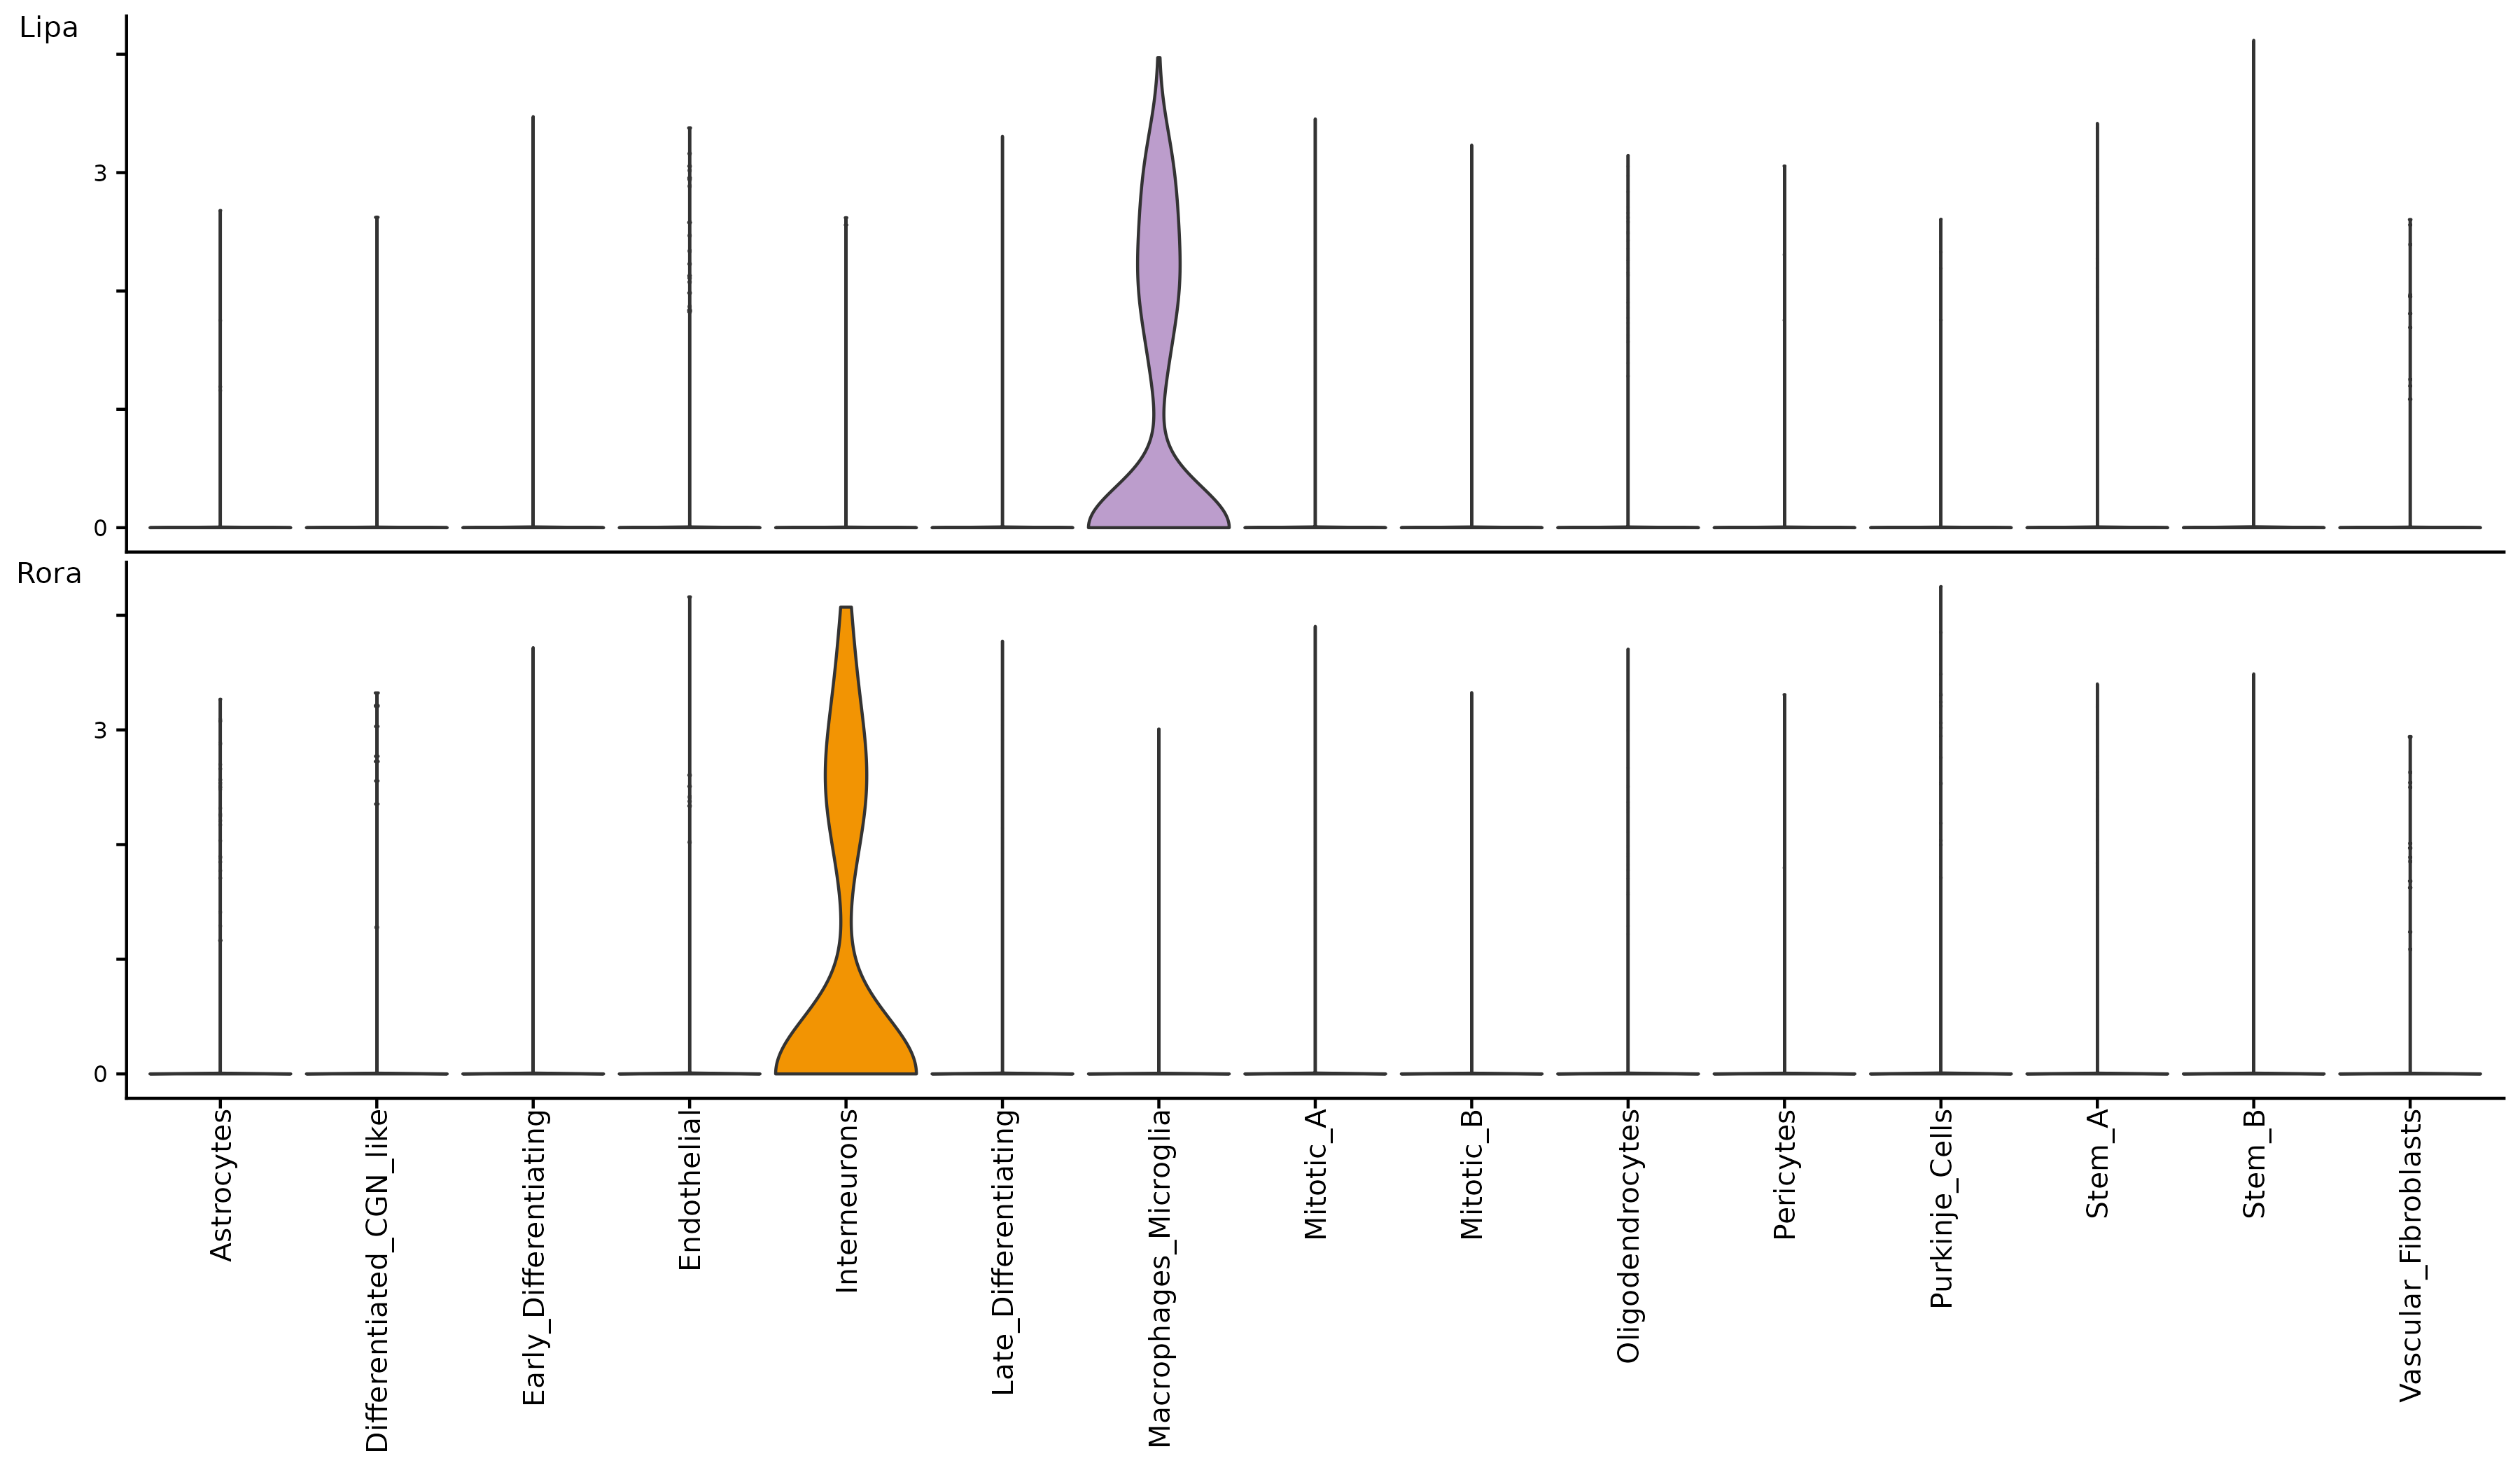 Lipa
3
0
Rora
3
0
Astrocytes
Differentiated_CGN_like
Early_Differentiating
Endothelial
Interneurons
Late_Differentiating
Macrophages_Microglia
Mitotic_A
Mitotic_B
Oligodendrocytes
Pericytes
Purkinje_Cells
Stem_A
Stem_B
Vascular_Fibroblasts